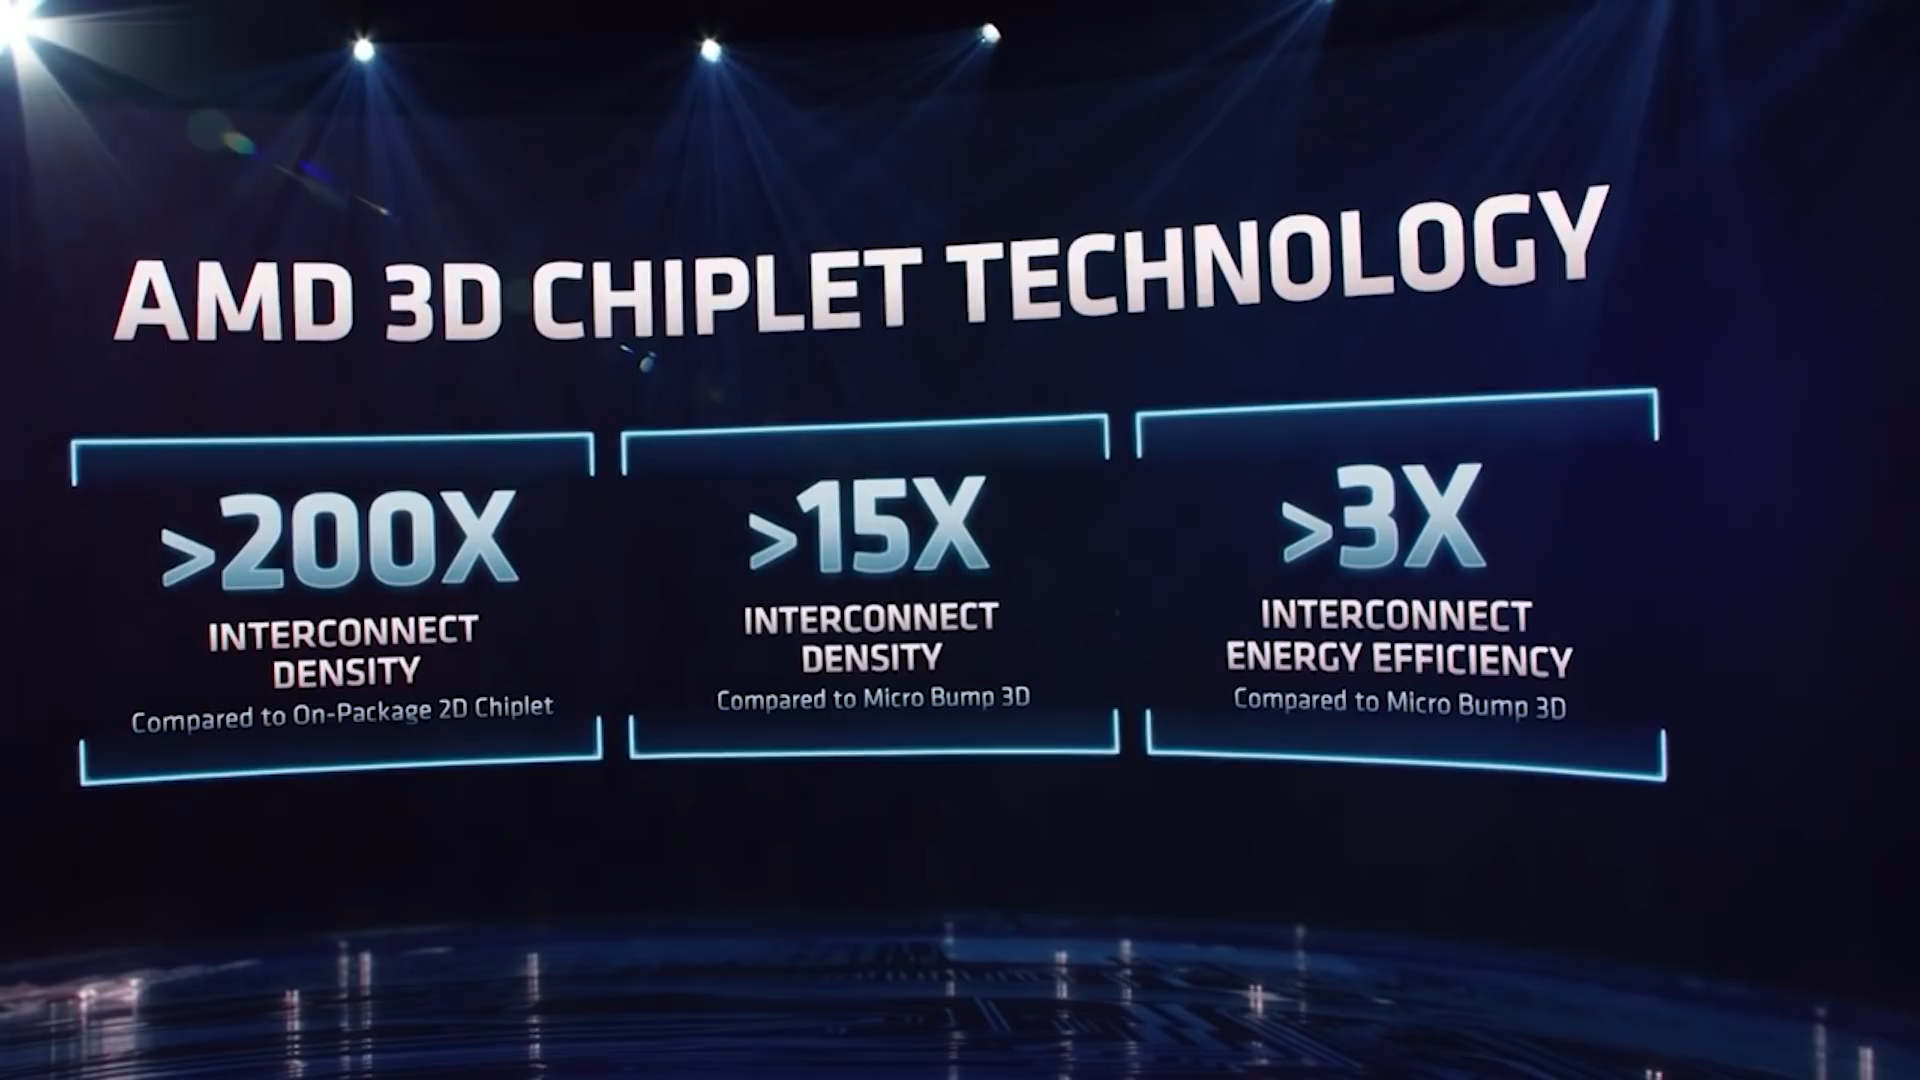 AMD 3D CHIPLET TECHNOLOGY
>200X
INTERCONNECT
DENSITY
Compared to On-Package 2D Chiplet
>15X
INTERCONNECT
DENSITY
Compared to Micro Bump 3D
>3X
INTERCONNECT
ENERGY EFFICIENCY
Compared to Micro Bump 3D